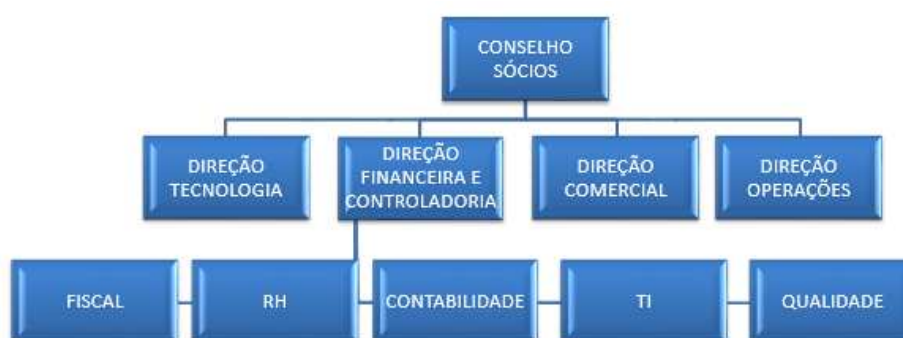 CONSELHO
SÓCIOS
DIREÇÃO
TECNOLOGIA
DIREÇÃO
FINANCEIRA E
CONTROLADORIA
DIREÇÃO
COMERCIAL
DIREÇÃO
OPERAÇÕES
FISCAL
RH
CONTABILIDADE
TI
QUALIDADE